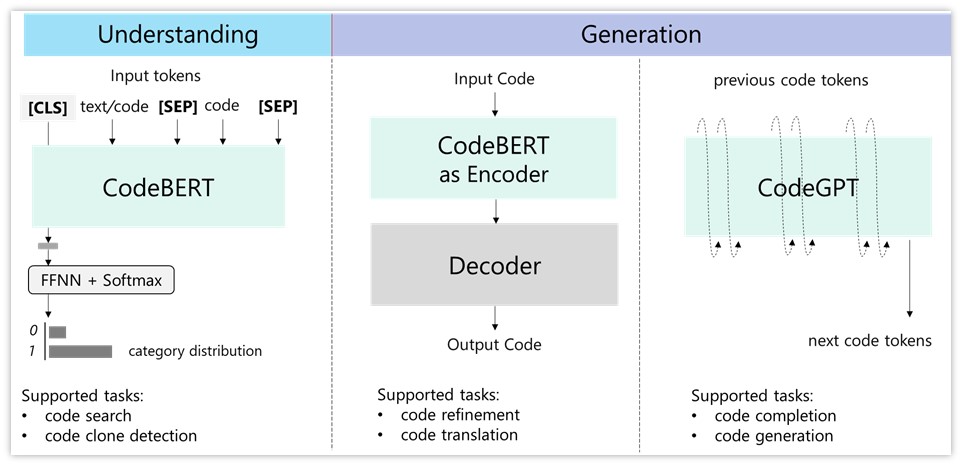 Understanding
Generation
Input tokens
[CLS] text/code [SEP] code [SEP]
CodeBERT
FFNN + Softmax
0
1 category distribution
Supported tasks:
• code search
• code clone detection
Input Code
CodeBERT
as Encoder
Decoder
Output Code
Supported tasks:
• code refinement
• code translation
previous code tokens
CodeGPT
next code tokens
Supported tasks:
• code completion
• code generation